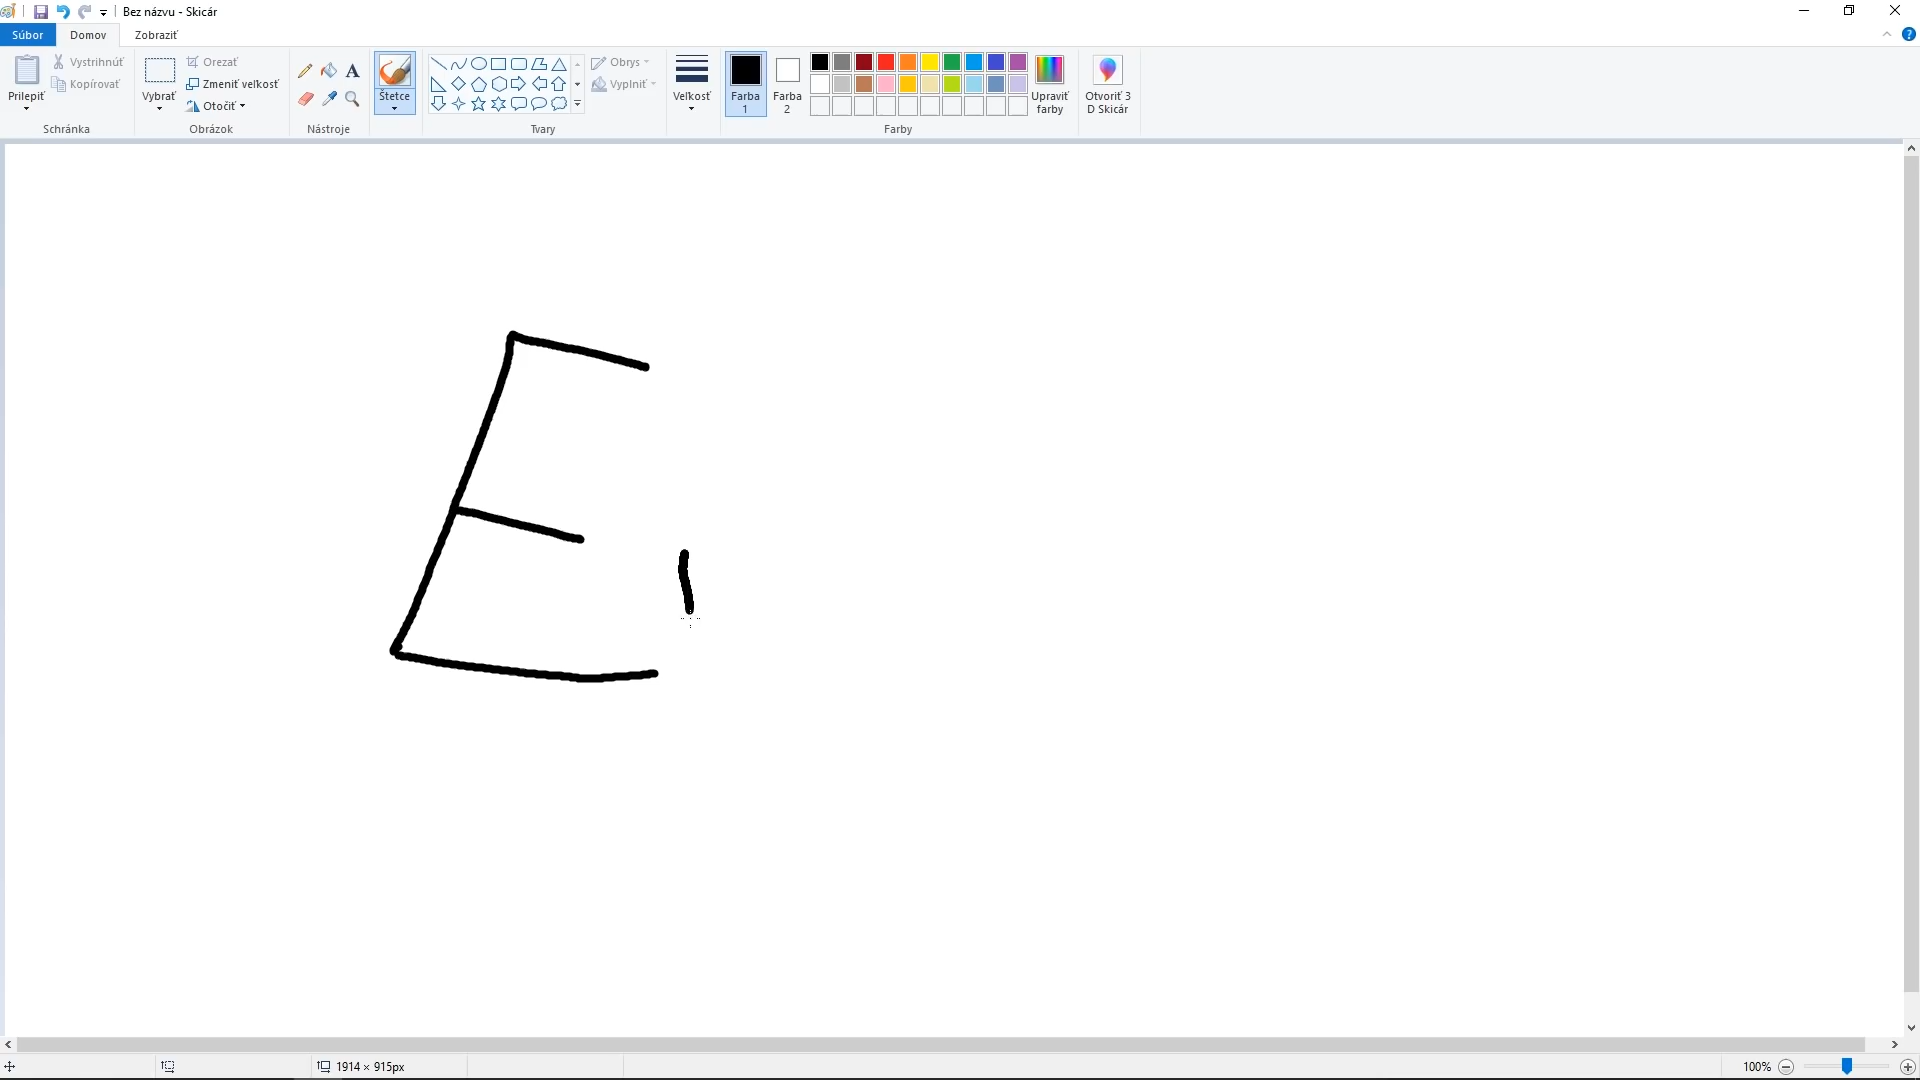 Bez názvu - Skicár
Súbor Domov Zobraziť
Prilepiť Vystrihnúť Kopírovať Schránka
Vybrať Orezať Zmeniť veľkosť Otočiť Obrázok
Nástroje
Štetce
Obrys Vyplniť Tvary
Veľkosť
Farba 1 Farba 2 Upraviť farby Farby
Otvoriť 3 D Skicár
E
1914 × 915px 100%